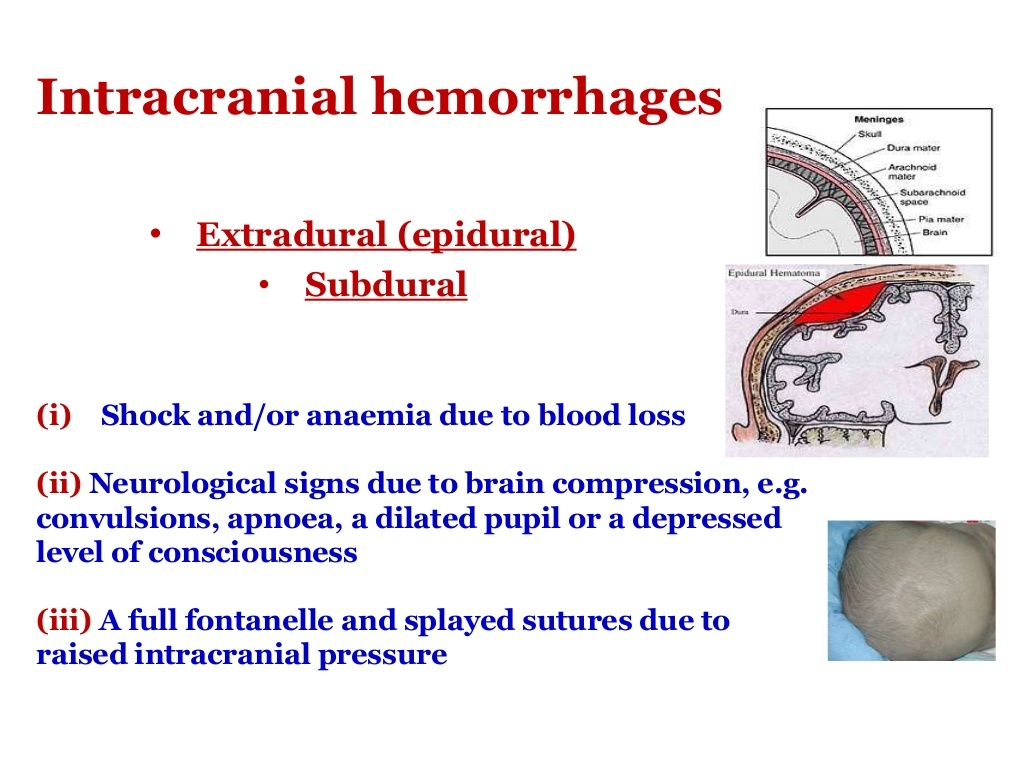 Intracranial hemorrhages
• Extradural (epidural)
• Subdural
(i) Shock and/or anaemia due to blood loss
(ii) Neurological signs due to brain compression, e.g.
convulsions, apnoea, a dilated pupil or a depressed
level of consciousness
(iii) A full fontanelle and splayed sutures due to
raised intracranial pressure
Meninges
Skull
Dura mater
Arachnoid
mater
Subarachnoid
space
Pia mater
Brain
Epidural Hematoma
Dura